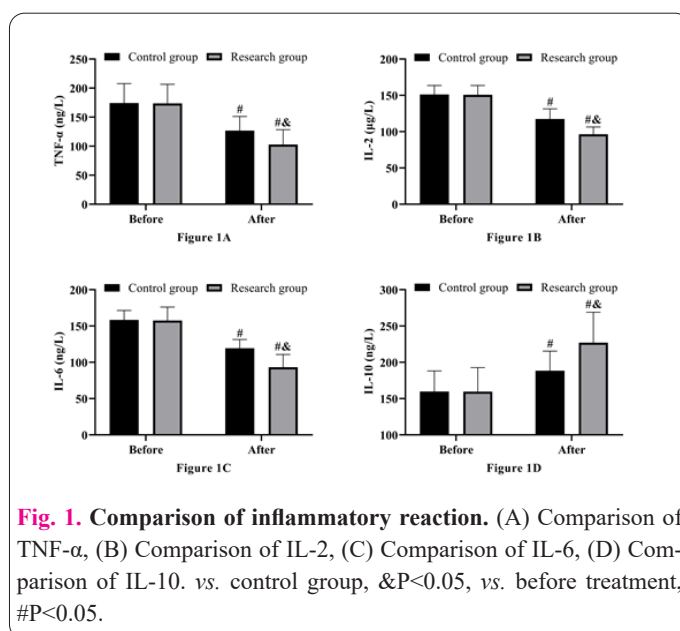 Control group Research group
250
200
150
100
50
0
TNF-α (ng/L)
#
#&
Before After
Figure 1A
Control group Research group
200
150
100
50
0
IL-2 (μg/L)
#
#&
Before After
Figure 1B
Control group Research group
200
150
100
50
0
IL-6 (ng/L)
#
#&
Before After
Figure 1C
Control group Research group
300
250
200
150
100
IL-10 (ng/L)
#
#&
Before After
Figure 1D
Fig. 1. Comparison of inflammatory reaction. (A) Comparison of
TNF-α, (B) Comparison of IL-2, (C) Comparison of IL-6, (D) Com-
parison of IL-10. vs. control group, &P<0.05, vs. before treatment,
#P<0.05.